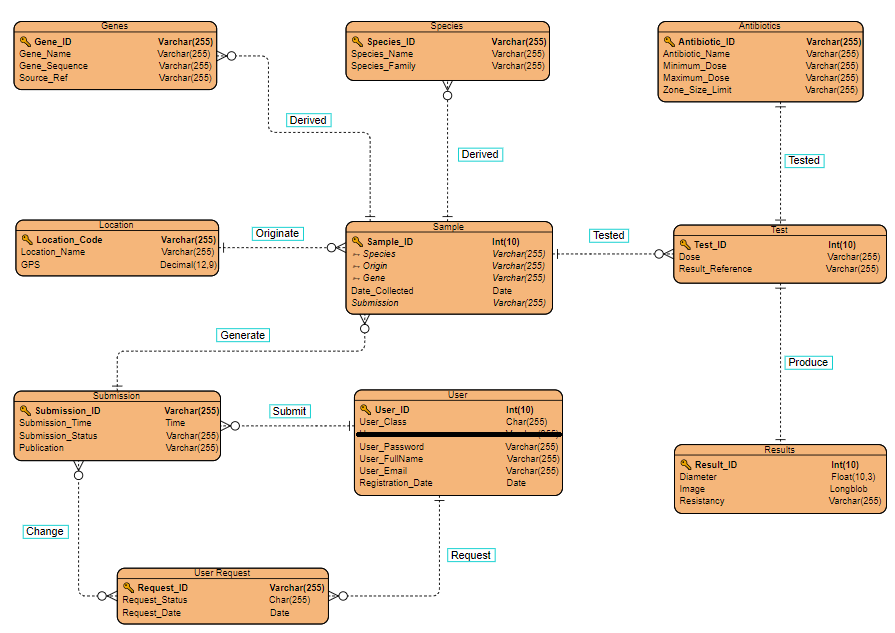 Genes
Gene_ID Varchar(255)
Gene_Name Varchar(255)
Gene_Sequence Varchar(255)
Source_Ref Varchar(255)
Species
Species_ID Varchar(255)
Species_Name Varchar(255)
Species_Family Varchar(255)
Antibiotics
Antibiotic_ID Varchar(255)
Antibiotic_Name Varchar(255)
Minimum_Dose Varchar(255)
Maximum_Dose Varchar(255)
Zone_Size_Limit Varchar(255)
Derived
Derived
Tested
Location
Location_Code Varchar(255)
Location_Name Varchar(255)
GPS Decimal(12,9)
Originate
Sample
Sample_ID Int(10)
Species Varchar(255)
Origin Varchar(255)
Gene Varchar(255)
Date_Collected Date
Submission Varchar(255)
Tested
Test
Test_ID Int(10)
Dose Varchar(255)
Result_Reference Varchar(255)
Generate
Produce
Submission
Submission_ID Varchar(255)
Submission_Time Time
Submission_Status Varchar(255)
Publication Varchar(255)
Submit
User
User_ID Int(10)
User_Class Char(255)
User_Password Varchar(255)
User_FullName Varchar(255)
User_Email Varchar(255)
Registration_Date Date
Results
Result_ID Int(10)
Diameter Float(10,3)
Image Longblob
Resistancy Varchar(255)
Change
Request
User Request
Request_ID Varchar(255)
Request_Status Char(255)
Request_Date Date